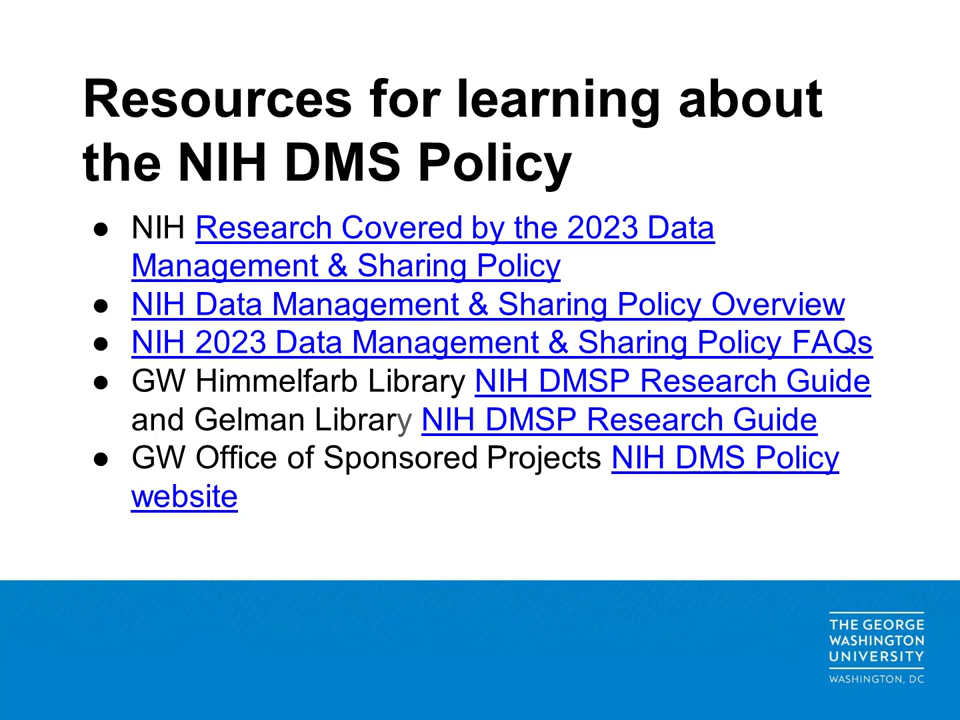 Resources for learning about
the NIH DMS Policy
● NIH Research Covered by the 2023 Data
Management & Sharing Policy
● NIH Data Management & Sharing Policy Overview
● NIH 2023 Data Management & Sharing Policy FAQs
● GW Himmelfarb Library NIH DMSP Research Guide
and Gelman Library NIH DMSP Research Guide
● GW Office of Sponsored Projects NIH DMS Policy
website
THE GEORGE
WASHINGTON
UNIVERSITY
WASHINGTON, DC